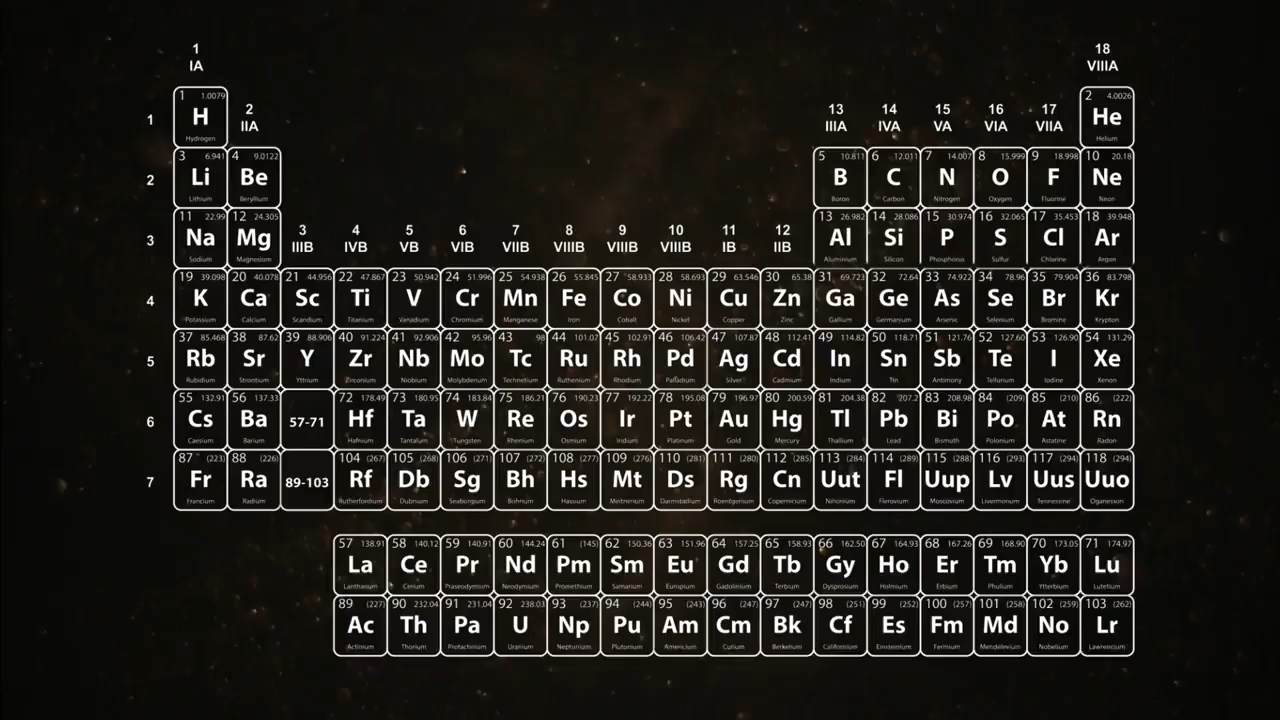 1 18
IA VIIIA
1 1.0079 2 4.0026
1 H 2 13 14 15 16 17 He
Hydrogen IIA IIIA IVA VA VIA VIIA Helium
3 6.941 4 9.0122 5 10.811 6 12.011 7 14.007 8 15.999 9 18.998 10 20.18
2 Li Be B C N O F Ne
Lithium Beryllium Boron Carbon Nitrogen Oxygen Fluorine Neon
11 22.99 12 24.305 13 26.982 14 28.086 15 30.974 16 32.065 17 35.453 18 39.948
3 Na Mg 3 4 5 6 7 8 9 10 11 12 Al Si P S Cl Ar
Sodium Magnesium IIIB IVB VB VIB VIIB VIIIB VIIIB VIIIB IB IIB Aluminium Silicon Phosphorus Sulfur Chlorine Argon
19 39.098 20 40.078 21 44.956 22 47.867 23 50.942 24 51.996 25 54.938 26 55.845 27 58.933 28 58.693 29 63.546 30 65.38 31 69.723 32 72.64 33 74.922 34 78.96 35 79.904 36 83.798
4 K Ca Sc Ti V Cr Mn Fe Co Ni Cu Zn Ga Ge As Se Br Kr
Potassium Calcium Scandium Titanium Vanadium Chromium Manganese Iron Cobalt Nickel Copper Zinc Gallium Germanium Arsenic Selenium Bromine Krypton
37 85.468 38 87.62 39 88.906 40 91.224 41 92.906 42 95.96 43 98 44 101.07 45 102.91 46 106.42 47 107.87 48 112.41 49 114.82 50 118.71 51 121.76 52 127.60 53 126.90 54 131.29
5 Rb Sr Y Zr Nb Mo Tc Ru Rh Pd Ag Cd In Sn Sb Te I Xe
Rubidium Strontium Yttrium Zirconium Niobium Molybdenum Technetium Ruthenium Rhodium Palladium Silver Cadmium Indium Tin Antimony Tellurium Iodine Xenon
55 132.91 56 137.33 72 178.49 73 180.95 74 183.84 75 186.21 76 190.23 77 192.22 78 195.08 79 196.97 80 200.59 81 204.38 82 207.2 83 208.98 84 (209) 85 (210) 86 (222)
6 Cs Ba 57-71 Hf Ta W Re Os Ir Pt Au Hg Tl Pb Bi Po At Rn
Caesium Barium Hafnium Tantalum Tungsten Rhenium Osmium Iridium Platinum Gold Mercury Thallium Lead Bismuth Polonium Astatine Radon
87 (223) 88 (226) 104 (267) 105 (268) 106 (271) 107 (272) 108 (277) 109 (276) 110 (281) 111 (280) 112 (285) 113 (284) 114 (289) 115 (288) 116 (293) 117 (294) 118 (294)
7 Fr Ra 89-103 Rf Db Sg Bh Hs Mt Ds Rg Cn Uut Fl Uup Lv Uus Uuo
Francium Radium Rutherfordium Dubnium Seaborgium Bohrium Hassium Meitnerium Darmstadium Roentgenium Copernicium Nihonium Flerovium Moscovium Livermorium Tennessine Oganesson
57 138.91 58 140.12 59 140.91 60 144.24 61 (145) 62 150.36 63 151.96 64 157.25 65 158.93 66 162.50 67 164.93 68 167.26 69 168.90 70 173.05 71 174.97
La Ce Pr Nd Pm Sm Eu Gd Tb Gy Ho Er Tm Yb Lu
Lanthanum Cerium Praseodymium Neodymium Promethium Samarium Europium Gadolinium Terbium Dysprosium Holmium Erbium Thulium Ytterbium Lutetium
89 (227) 90 232.04 91 231.04 92 238.03 93 (237) 94 (244) 95 (243) 96 (247) 97 (247) 98 (251) 99 (252) 100 (257) 101 (258) 102 (259) 103 (262)
Ac Th Pa U Np Pu Am Cm Bk Cf Es Fm Md No Lr
Actinium Thorium Protactinium Uranium Neptunium Plutonium Americium Curium Berkelium Californium Einsteinium Fermium Mendelevium Nobelium Lawrencium